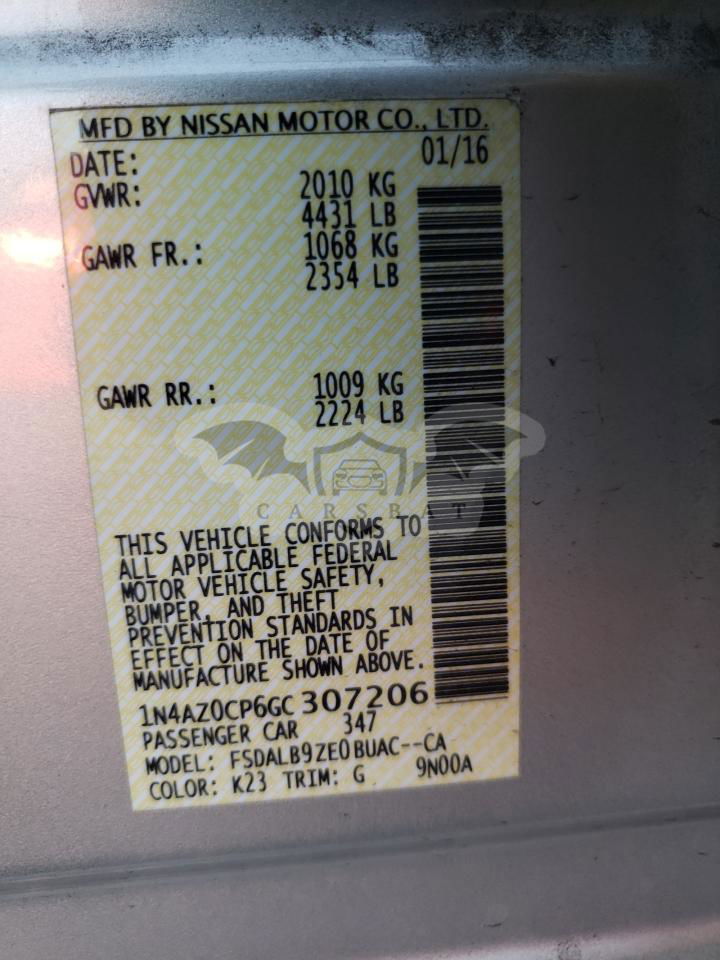 MFD BY NISSAN MOTOR CO., LTD.
DATE: 01/16
GVWR: 2010 KG
4431 LB
GAWR FR.: 1068 KG
2354 LB
GAWR RR.: 1009 KG
2224 LB
CARSBAT
THIS VEHICLE CONFORMS TO
ALL APPLICABLE FEDERAL
MOTOR VEHICLE SAFETY,
BUMPER, AND THEFT
PREVENTION STANDARDS IN
EFFECT ON THE DATE OF
MANUFACTURE SHOWN ABOVE.
1N4AZ0CP6GC307206
PASSENGER CAR 347
MODEL: FSDALB9ZE0BUAC--CA
COLOR: K23 TRIM: G 9N00A